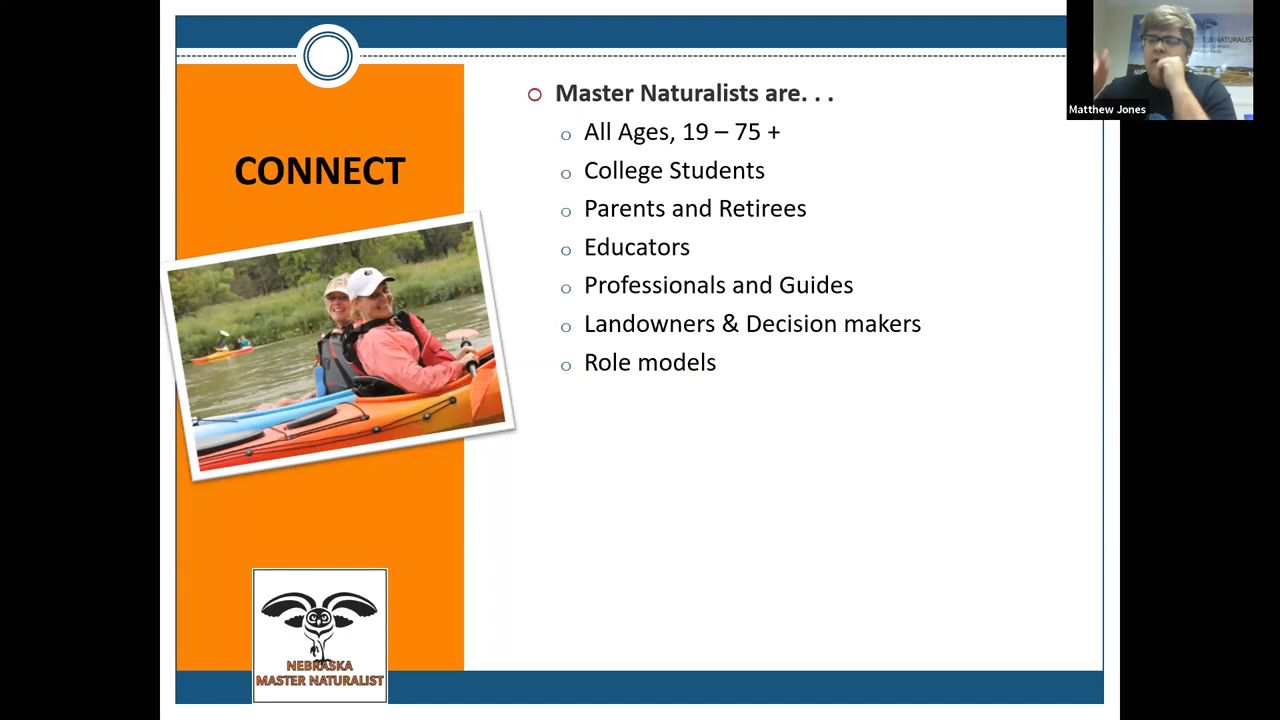 CONNECT
Master Naturalists are. . .
All Ages, 19 – 75 +
College Students
Parents and Retirees
Educators
Professionals and Guides
Landowners & Decision makers
Role models
NEBRASKA
MASTER NATURALIST
Matthew Jones